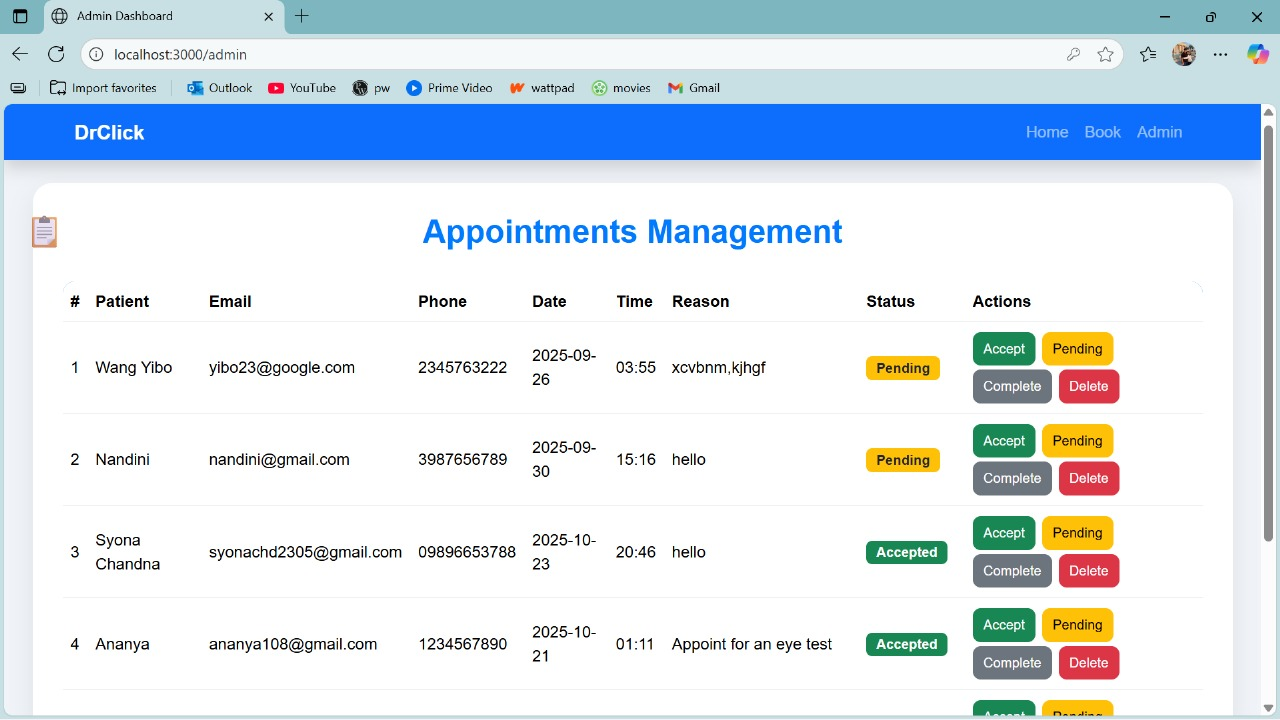 Admin Dashboard
localhost:3000/admin
Import favorites Outlook YouTube pw Prime Video wattpad movies Gmail
DrClick Home Book Admin
Appointments Management
# Patient Email Phone Date Time Reason Status Actions
1 Wang Yibo yibo23@google.com 2345763222 2025-09-26 03:55 xcvbnm,kjhgf Pending Accept Pending
Complete Delete
2 Nandini nandini@gmail.com 3987656789 2025-09-30 15:16 hello Pending Accept Pending
Complete Delete
3 Syona Chandna syonachd2305@gmail.com 09896653788 2025-10-23 20:46 hello Accepted Accept Pending
Complete Delete
4 Ananya ananya108@gmail.com 1234567890 2025-10-21 01:11 Appoint for an eye test Accepted Accept Pending
Complete Delete
Accept Pending